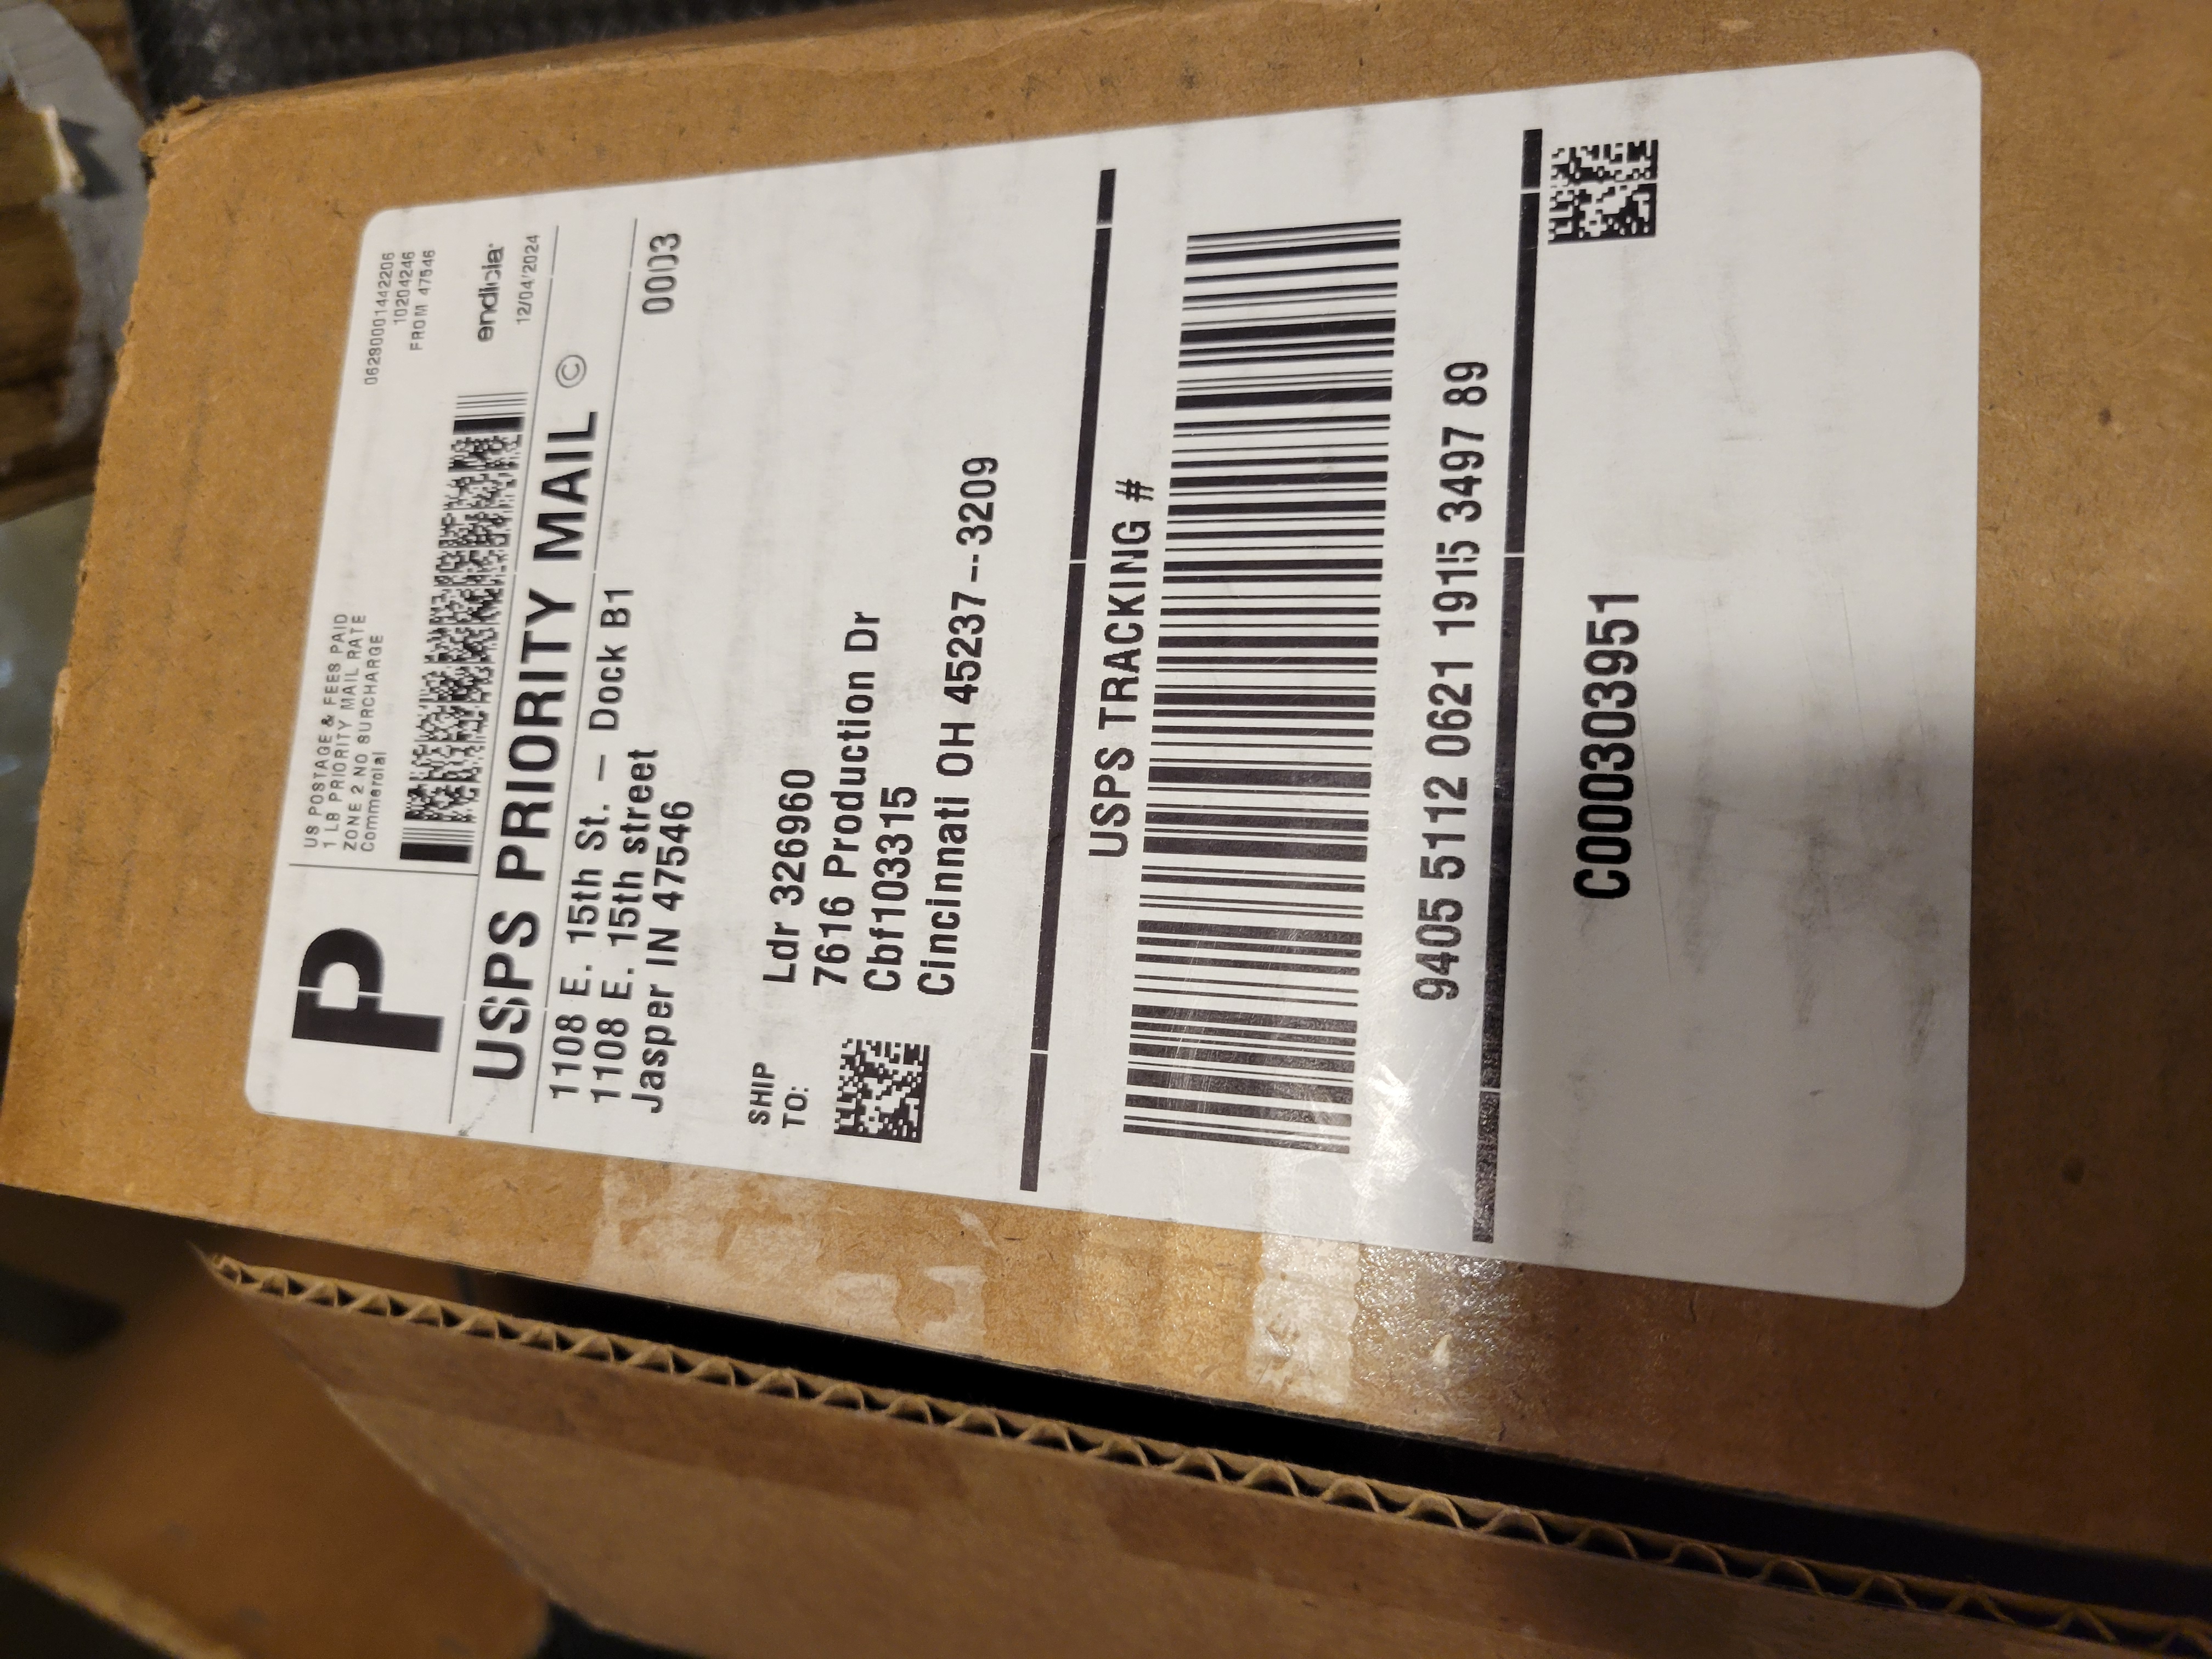 P
US POSTAGE & FEES PAID
1 LB PRIORITY MAIL RATE
ZONE 2 NO SURCHARGE
Commercial
06280001442206
10204246
FROM 47546
endicia
12/04/2024
USPS PRIORITY MAIL ©
1108 E. 15th St. – Dock B1
1108 E. 15th street
Jasper IN 47546
0003
SHIP
TO:
Ldr 326960
7616 Production Dr
Cbf103315
Cincinnati OH 45237--3209
USPS TRACKING #
9405 5112 0621 1915 3497 89
C000303951